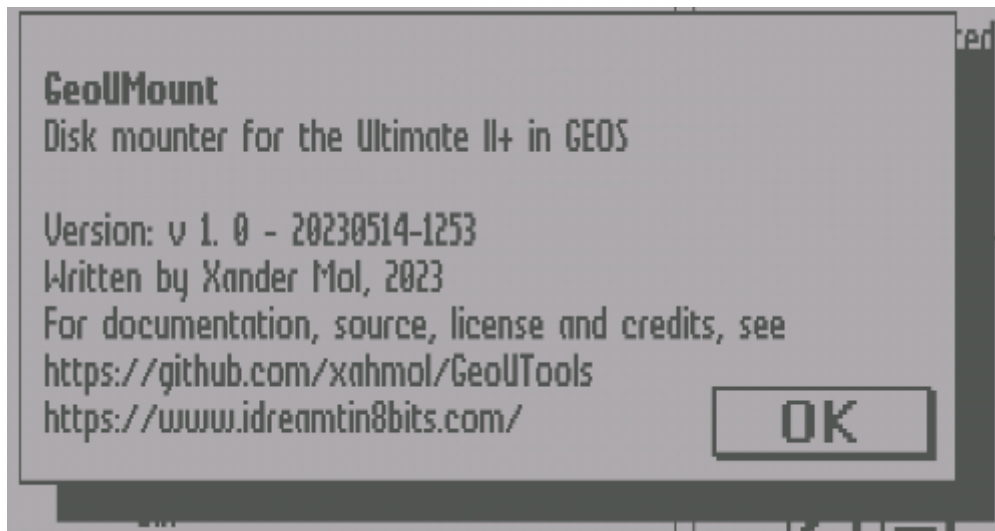 GeoUMount
Disk mounter for the Ultimate II+ in GEOS
Version: v 1. 0 - 20230514-1253
Written by Xander Mol, 2023
For documentation, source, license and credits, see
https://github.com/xahmol/GeoUTools
https://www.idreamtin8bits.com/
OK